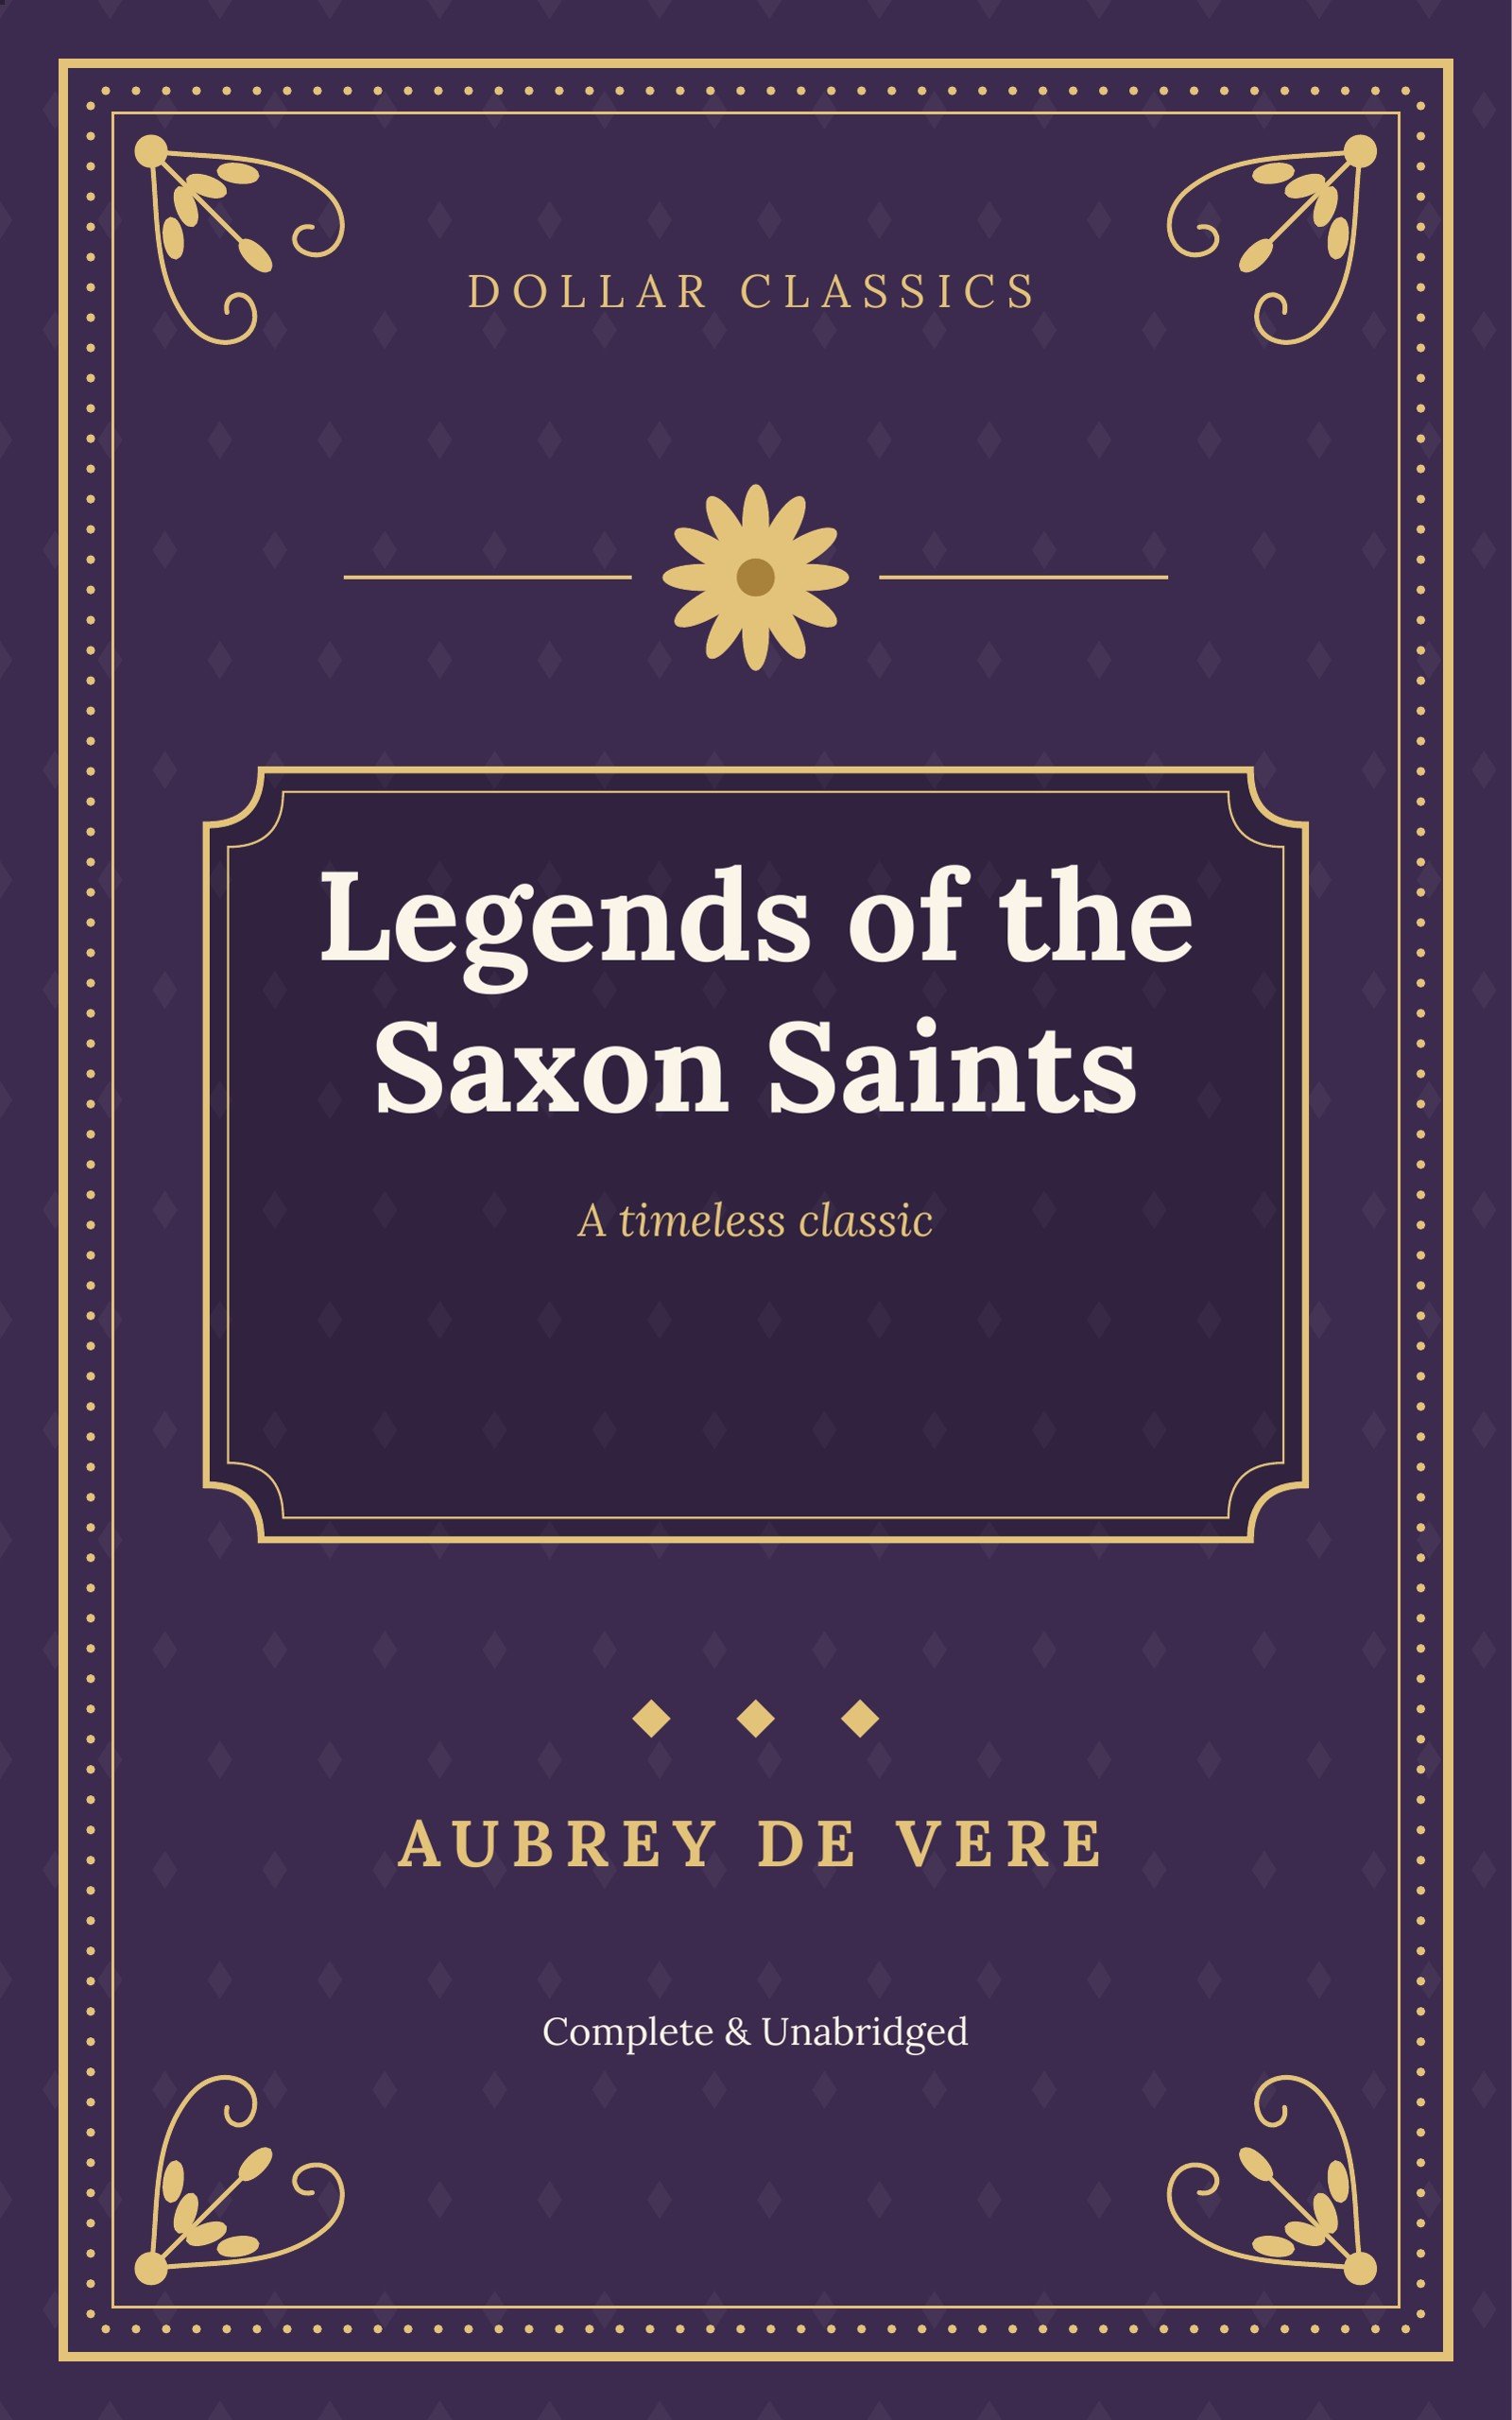 DOLLAR CLASSICS
Legends of the
Saxon Saints
A timeless classic
AUBREY DE VERE
Complete & Unabridged